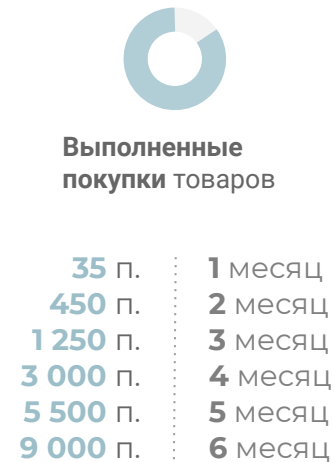 Выполненные
покупки товаров
35 п. 1 месяц
450 п. 2 месяц
1 250 п. 3 месяц
3 000 п. 4 месяц
5 500 п. 5 месяц
9 000 п. 6 месяц